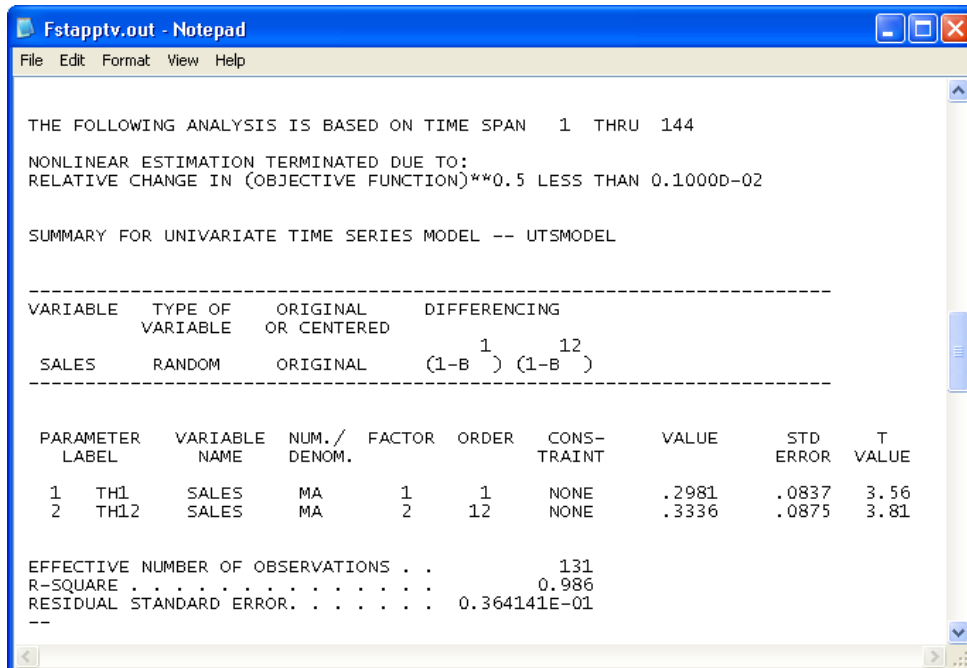 Fstapptv.out - Notepad
File Edit Format View Help
THE FOLLOWING ANALYSIS IS BASED ON TIME SPAN 1 THRU 144
NONLINEAR ESTIMATION TERMINATED DUE TO:
RELATIVE CHANGE IN (OBJECTIVE FUNCTION)**0.5 LESS THAN 0.1000D-02
SUMMARY FOR UNIVARIATE TIME SERIES MODEL -- UTSMODEL
-----------------------------------------------------------------------
VARIABLE TYPE OF ORIGINAL DIFFERENCING
VARIABLE OR CENTERED
1 12
SALES RANDOM ORIGINAL (1-B ) (1-B )
-----------------------------------------------------------------------
PARAMETER VARIABLE NUM./ FACTOR ORDER CONS- VALUE STD T
LABEL NAME DENOM. TRAINT ERROR VALUE
1 TH1 SALES MA 1 1 NONE .2981 .0837 3.56
2 TH12 SALES MA 2 12 NONE .3336 .0875 3.81
EFFECTIVE NUMBER OF OBSERVATIONS . . 131
R-SQUARE . . . . . . . . . . . . . . . 0.986
RESIDUAL STANDARD ERROR. . . . . . . 0.364141E-01
--